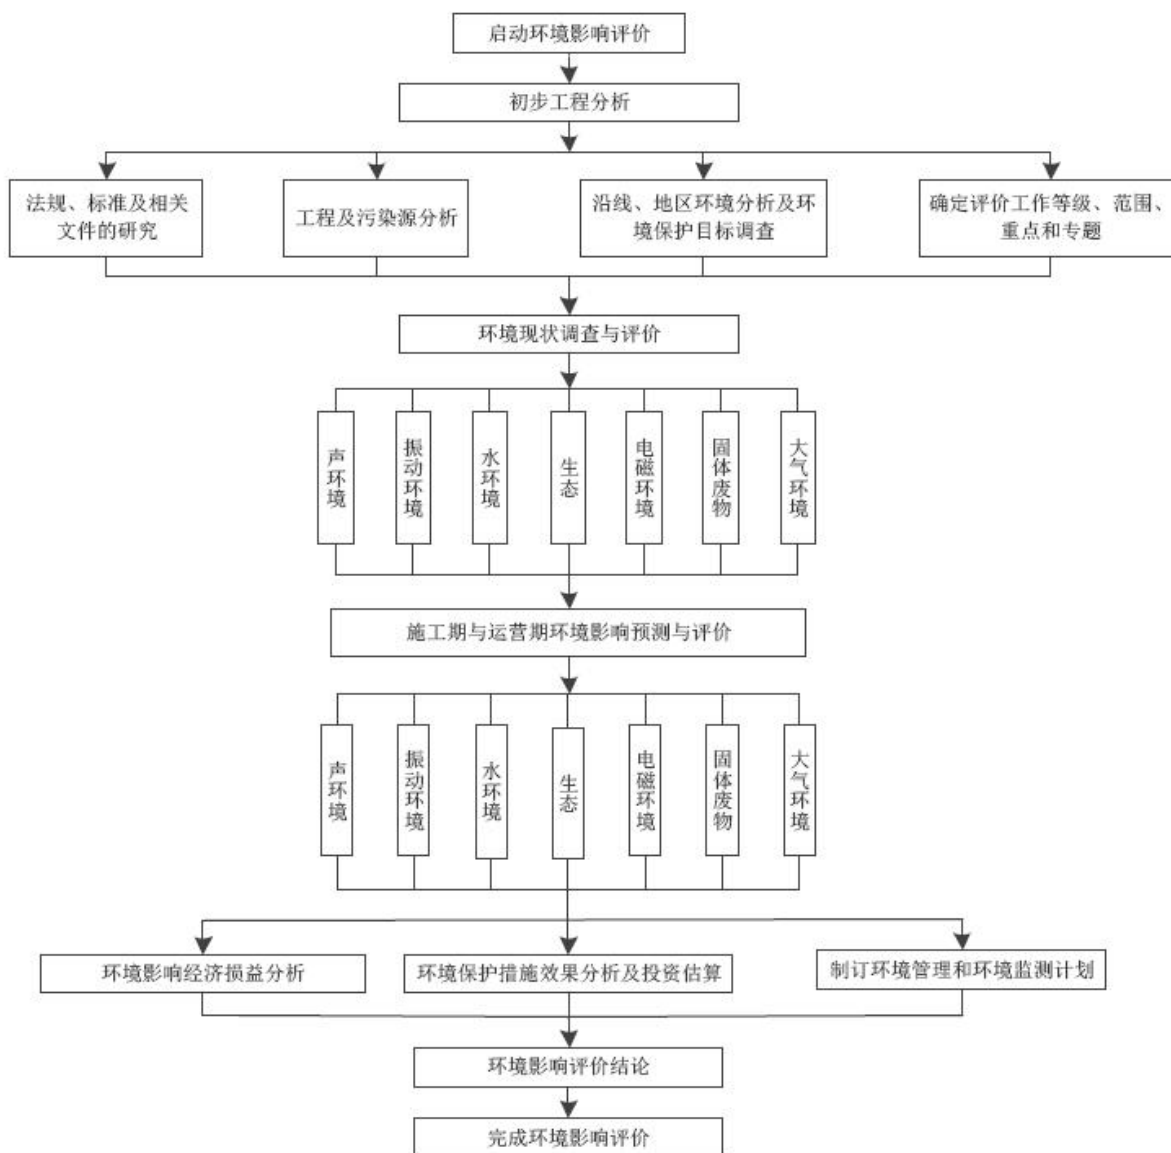 启动环境影响评价
初步工程分析
法规、标准及相关
文件的研究
工程及污染源分析
沿线、地区环境分析及环
境保护目标调查
确定评价工作等级、范围、
重点和专题
环境现状调查与评价
声环境
振动环境
水环境
生态
电磁环境
固体废物
大气环境
施工期与运营期环境影响预测与评价
声环境
振动环境
水环境
生态
电磁环境
固体废物
大气环境
环境影响经济损益分析
环境保护措施效果分析及投资估算
制订环境管理和环境监测计划
环境影响评价结论
完成环境影响评价